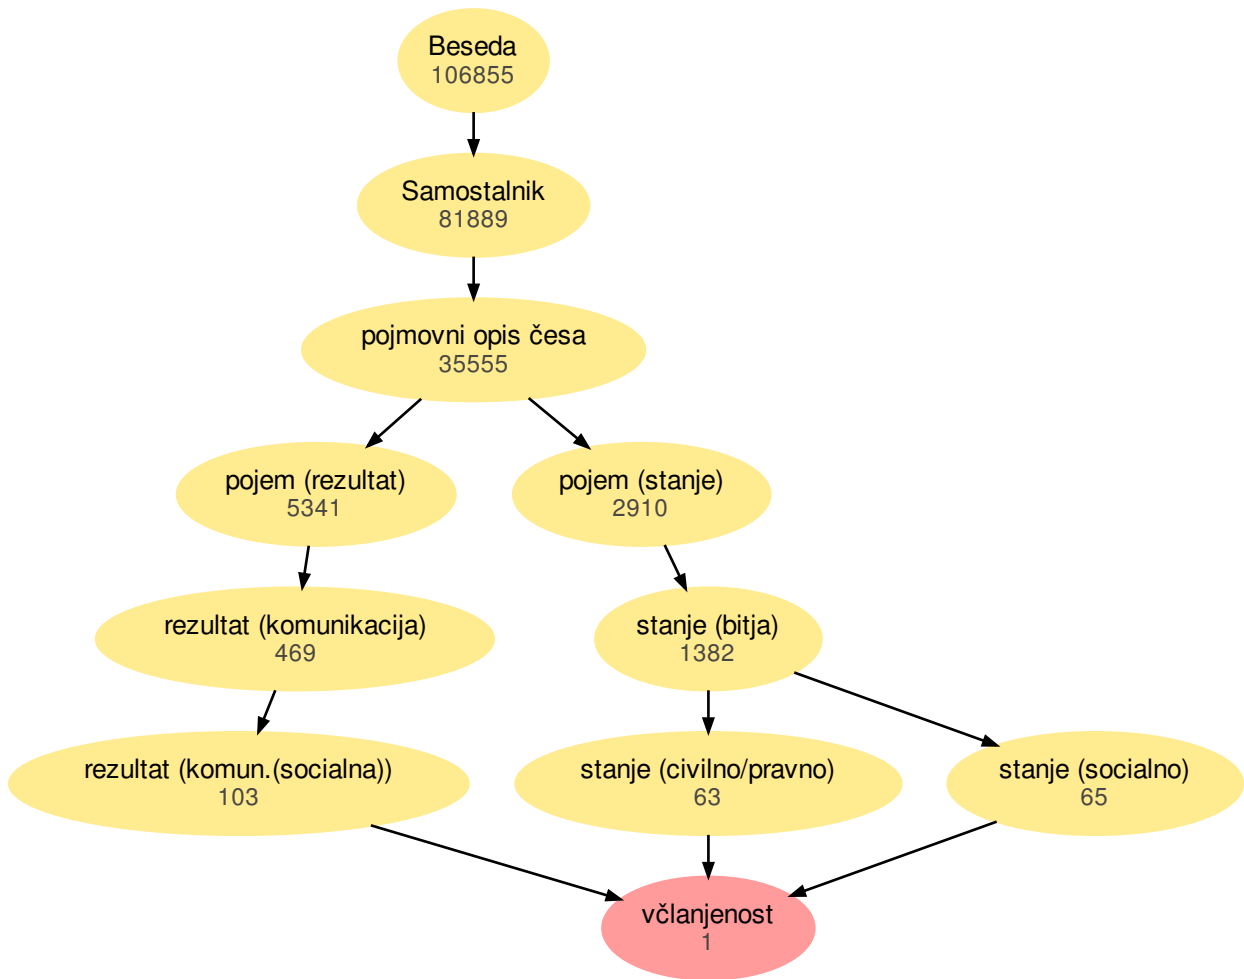 Beseda
106855
Samostalnik
81889
pojmovni opis česa
35555
pojem (rezultat)
5341
pojem (stanje)
2910
rezultat (komunikacija)
469
stanje (bitja)
1382
rezultat (komun.(socialna))
103
stanje (civilno/pravno)
63
stanje (socialno)
65
včlanjenost
1